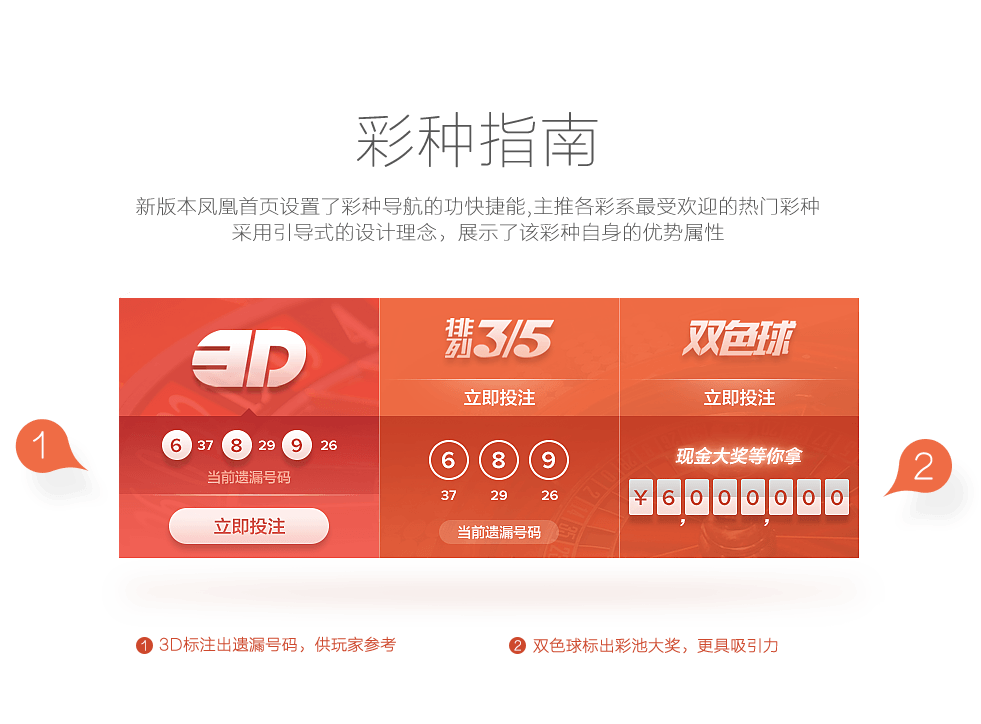 彩种指南
新版本凤凰首页设置了彩种导航的功快捷能,主推各彩系最受欢迎的热门彩种
采用引导式的设计理念，展示了该彩种自身的优势属性
3D
6 37 8 29 9 26
当前遗漏号码
立即投注
排列3/5
立即投注
6 8 9
37 29 26
当前遗漏号码
双色球
立即投注
现金大奖等你拿
¥6,000,000
1
2
1 3D标注出遗漏号码，供玩家参考
2 双色球标出彩池大奖，更具吸引力